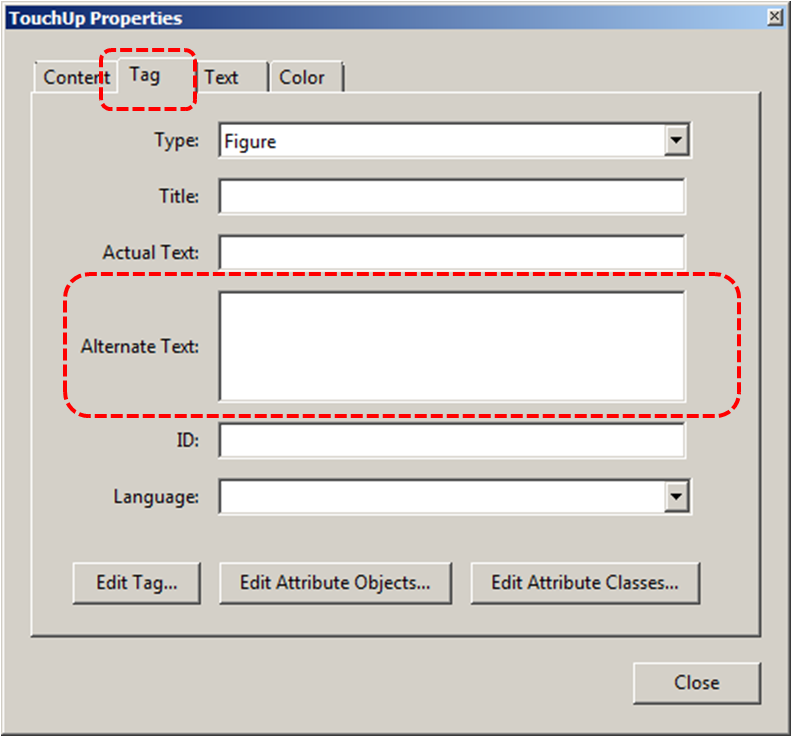 TouchUp Properties
Content Tag Text Color
Type: Figure
Title:
Actual Text:
Alternate Text:
ID:
Language:
Edit Tag... Edit Attribute Objects... Edit Attribute Classes...
Close